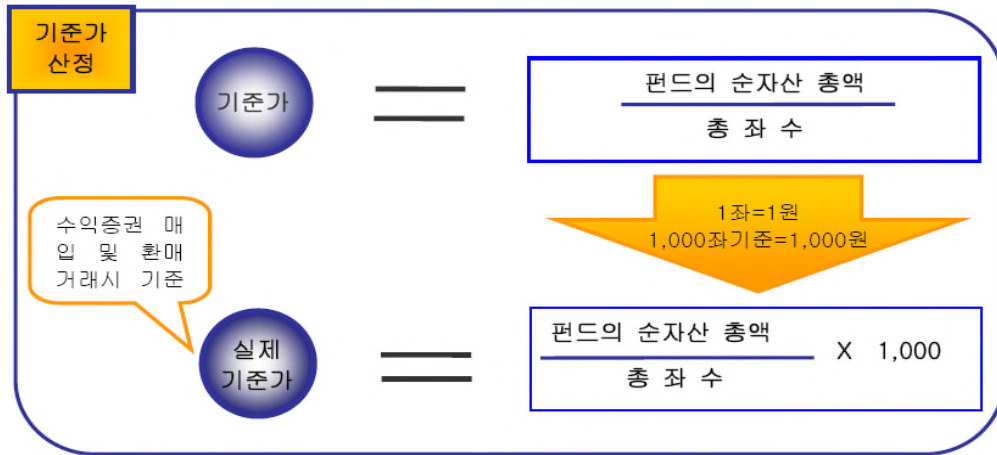 기준가
산정
기준가
펀드의 순자산 총액
총 좌 수
수익증권 매
입 및 환매
거래시 기준
1좌=1원
1,000좌기준=1,000원
실제
기준가
펀드의 순자산 총액
총 좌 수
X 1,000